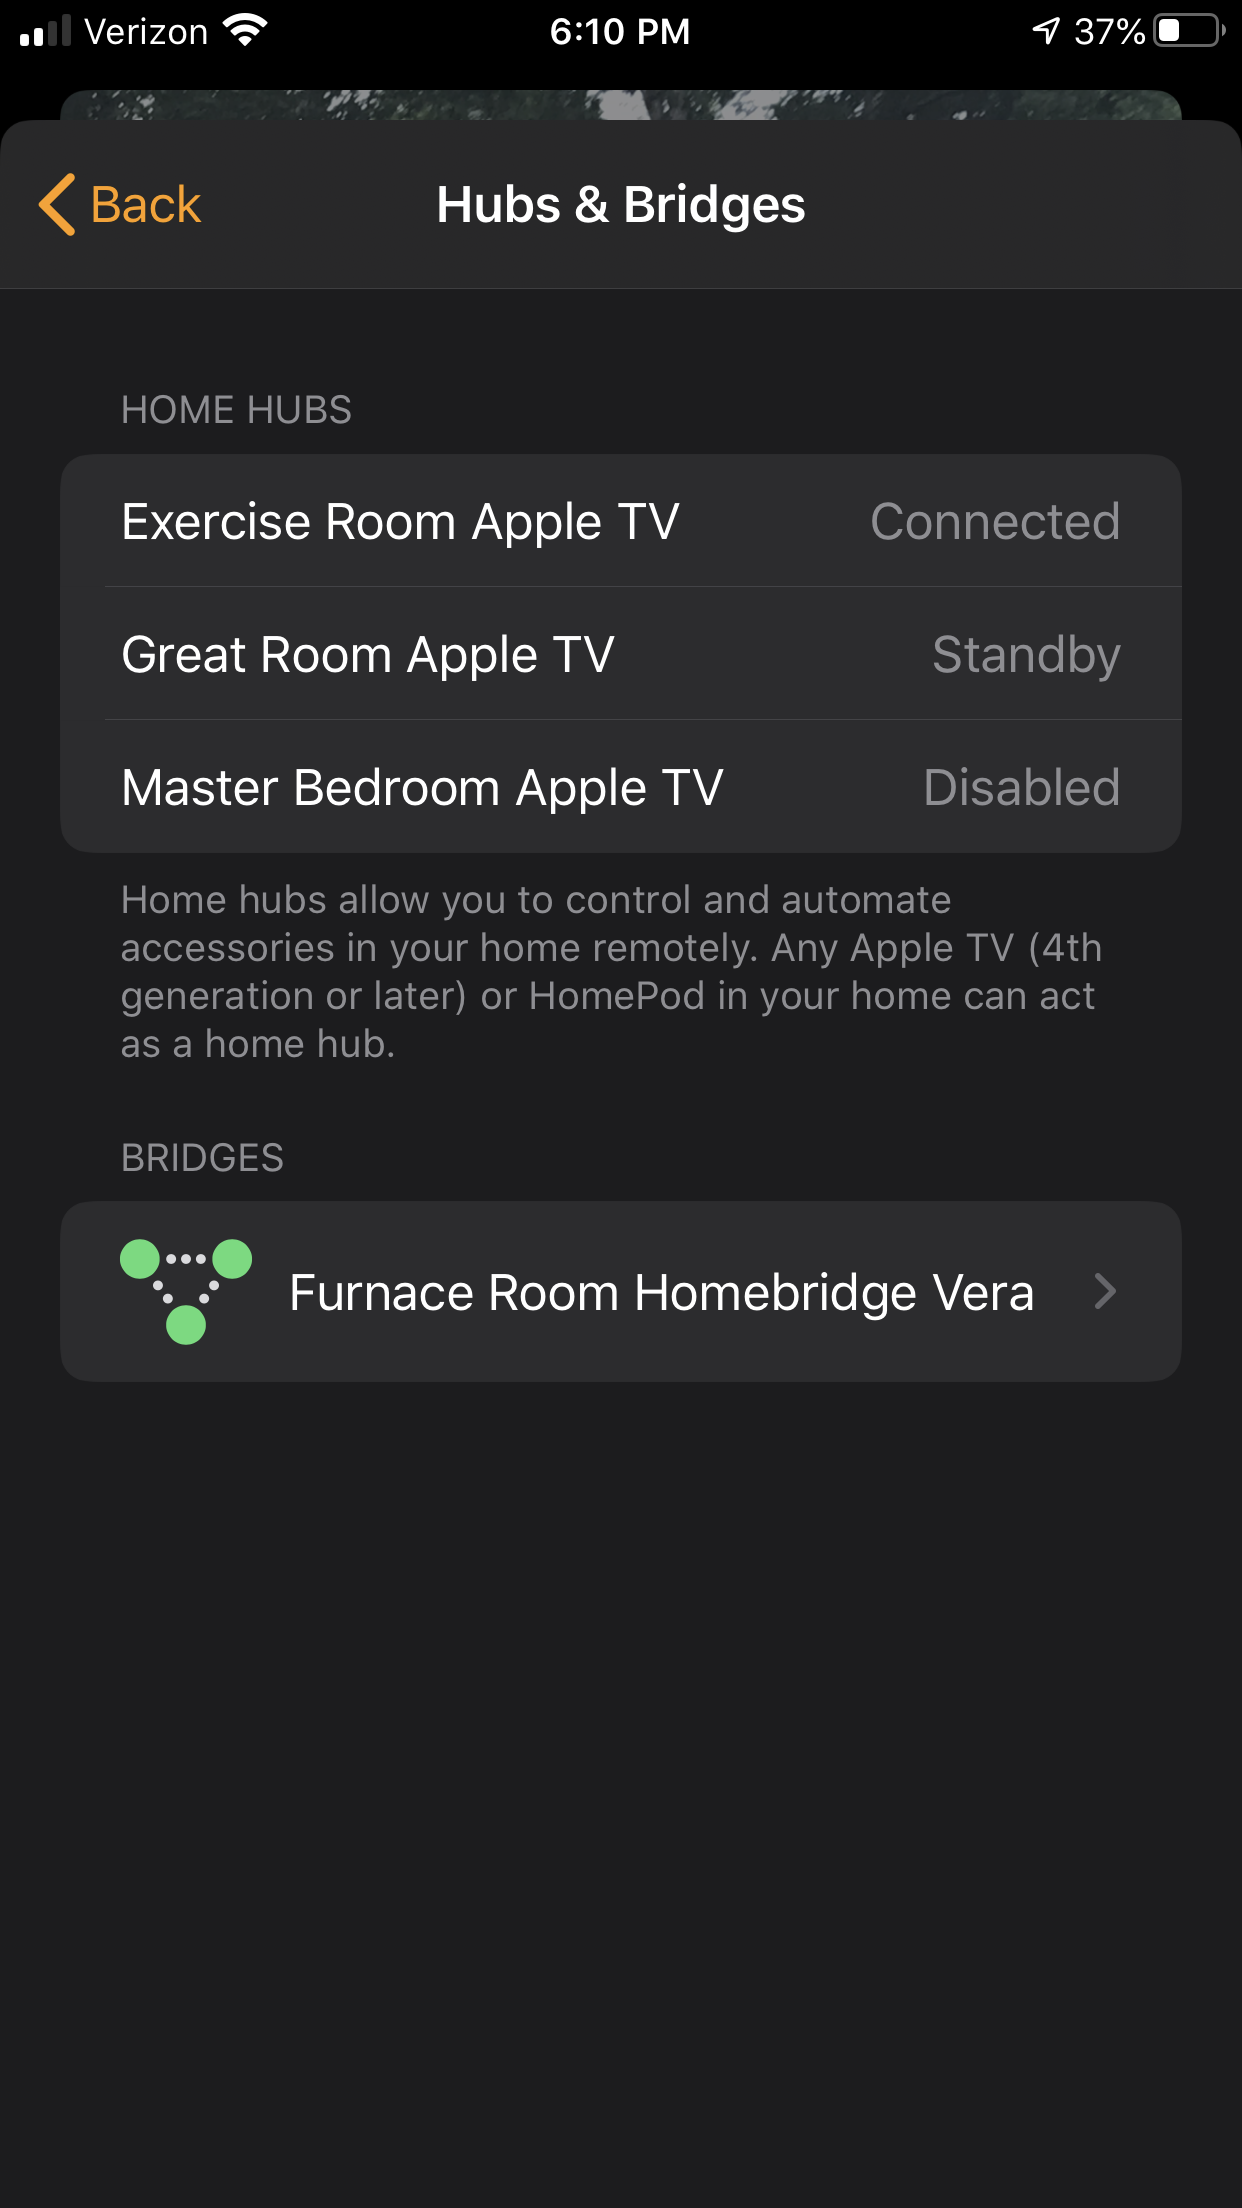 Verizon 6:10 PM 37%
Back Hubs & Bridges
HOME HUBS
Exercise Room Apple TV Connected
Great Room Apple TV Standby
Master Bedroom Apple TV Disabled
Home hubs allow you to control and automate
accessories in your home remotely. Any Apple TV (4th
generation or later) or HomePod in your home can act
as a home hub.
BRIDGES
Furnace Room Homebridge Vera